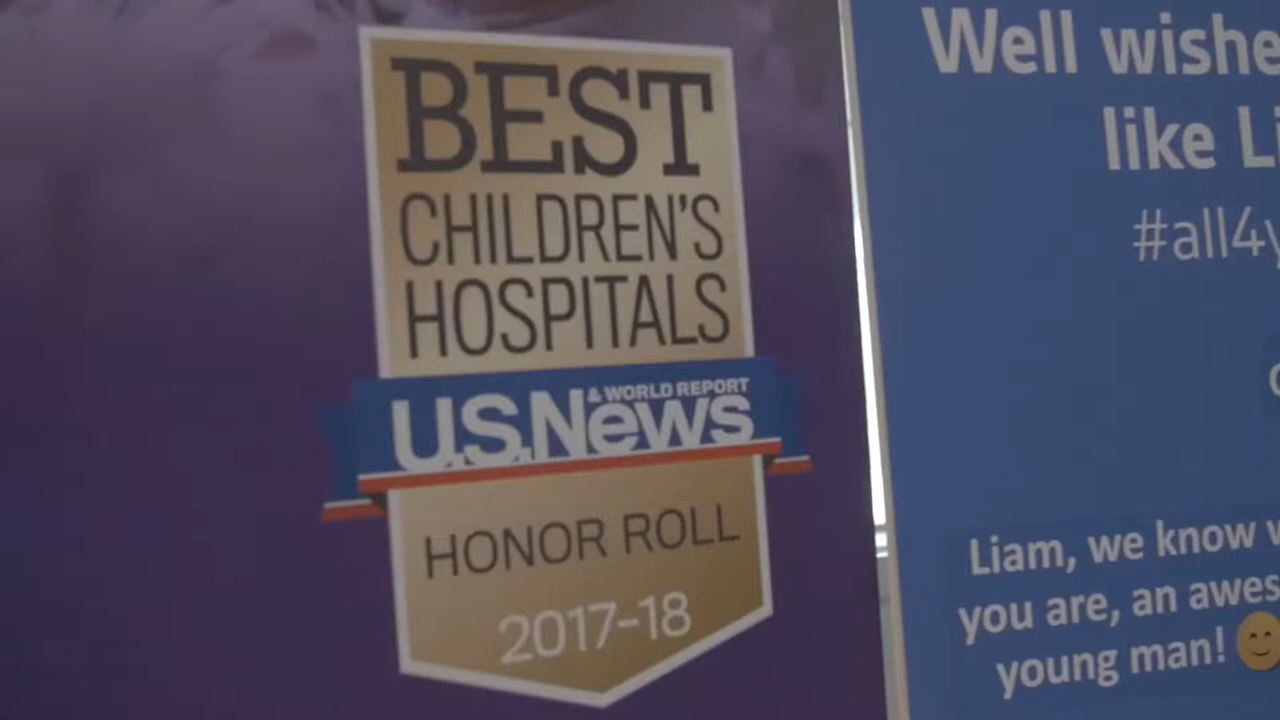 BEST
CHILDREN'S
HOSPITALS
U.S.News & WORLD REPORT
HONOR ROLL
2017-18
Well wishe
like Li
#all4y
Liam, we know
you are, an awes
young man! 😊